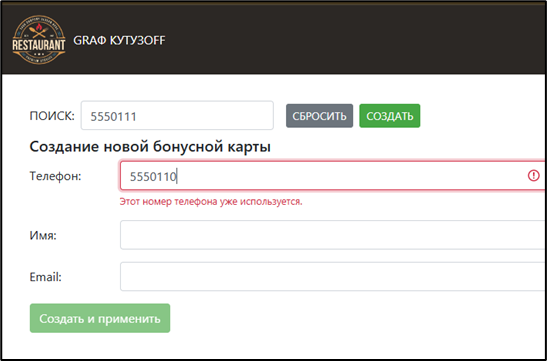 RESTAURANT
GRAФ КУТУЗOFF
ПОИСК: 5550111 СБРОСИТЬ СОЗДАТЬ
Создание новой бонусной карты
Телефон: 5550110
Этот номер телефона уже используется.
Имя:
Email:
Создать и применить